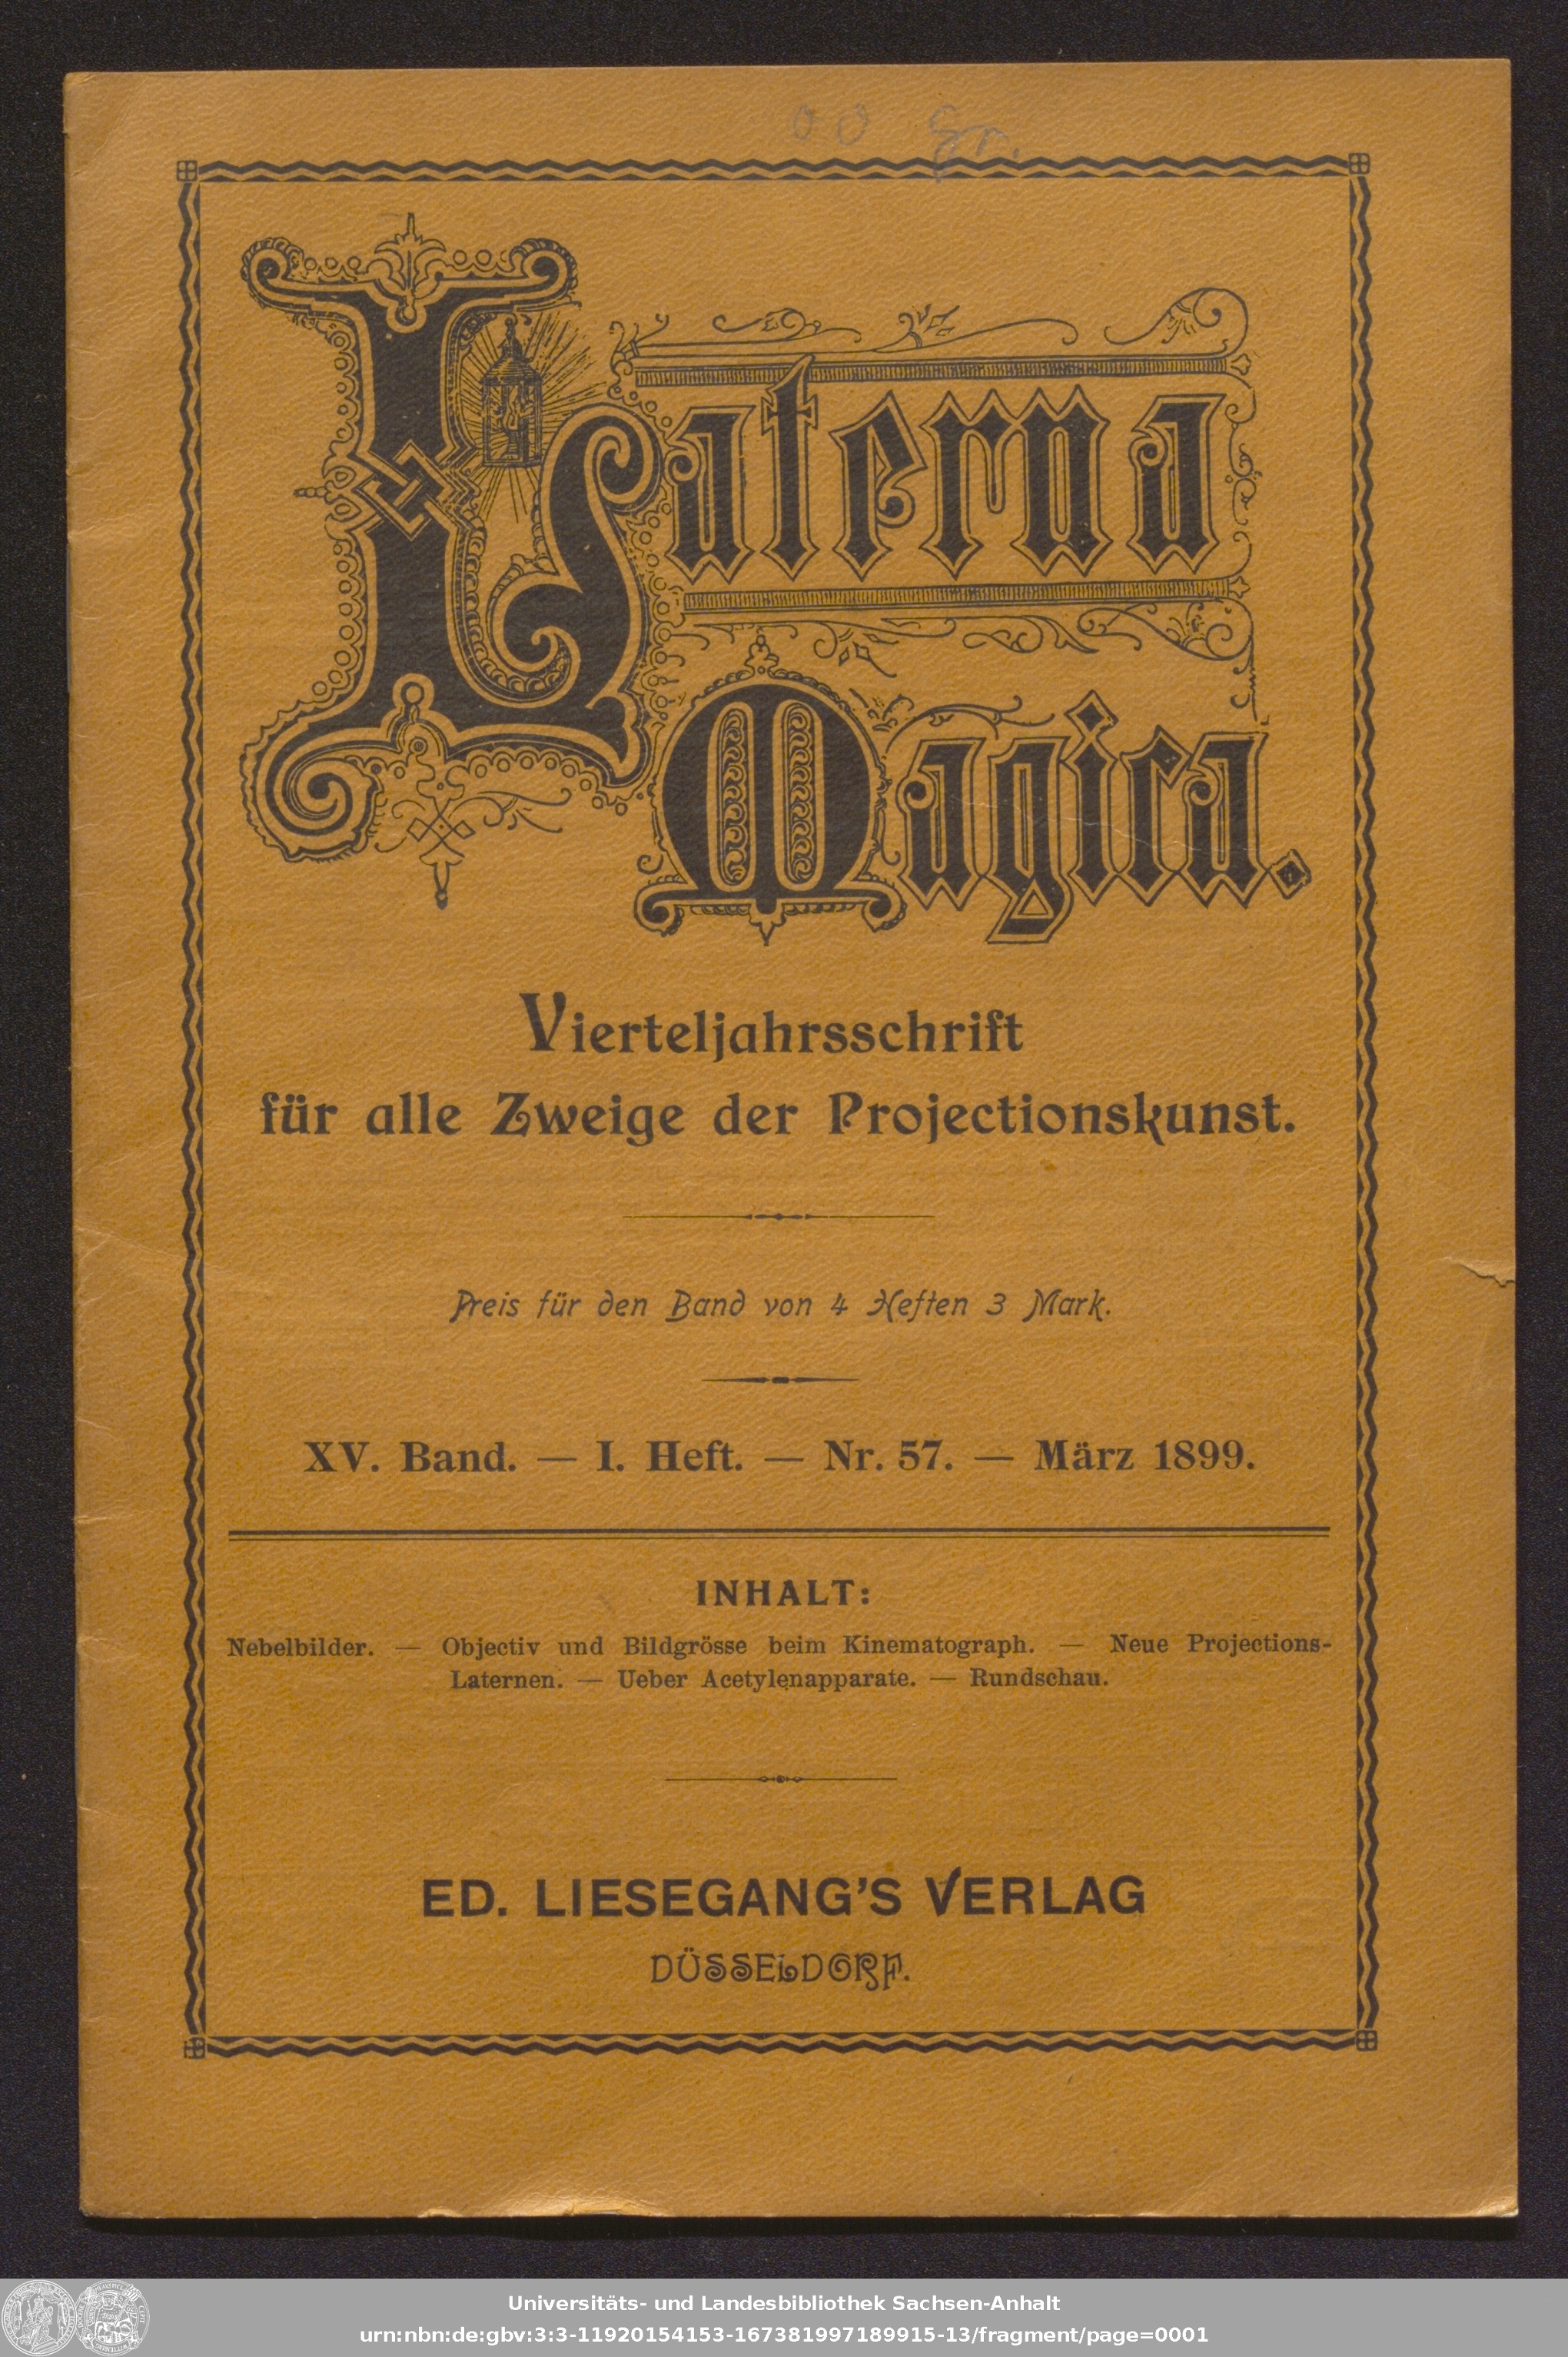 Laterna
Magica.
Vierteljahrsschrift
für alle Zweige der Projectionskunst.
Preis für den Band von 4 Heften 3 Mark.
XV. Band. — I. Heft. — Nr. 57. — März 1899.
INHALT:
Nebelbilder. — Objectiv und Bildgrösse beim Kinematograph. — Neue Projections-
Laternen. — Ueber Acetylenapparate. — Rundschau.
ED. LIESEGANG'S VERLAG
DÜSSELDORF.
Universitäts- und Landesbibliothek Sachsen-Anhalt
urn:nbn:de:gbv:3:3-11920154153-167381997189915-13/fragment/page=0001